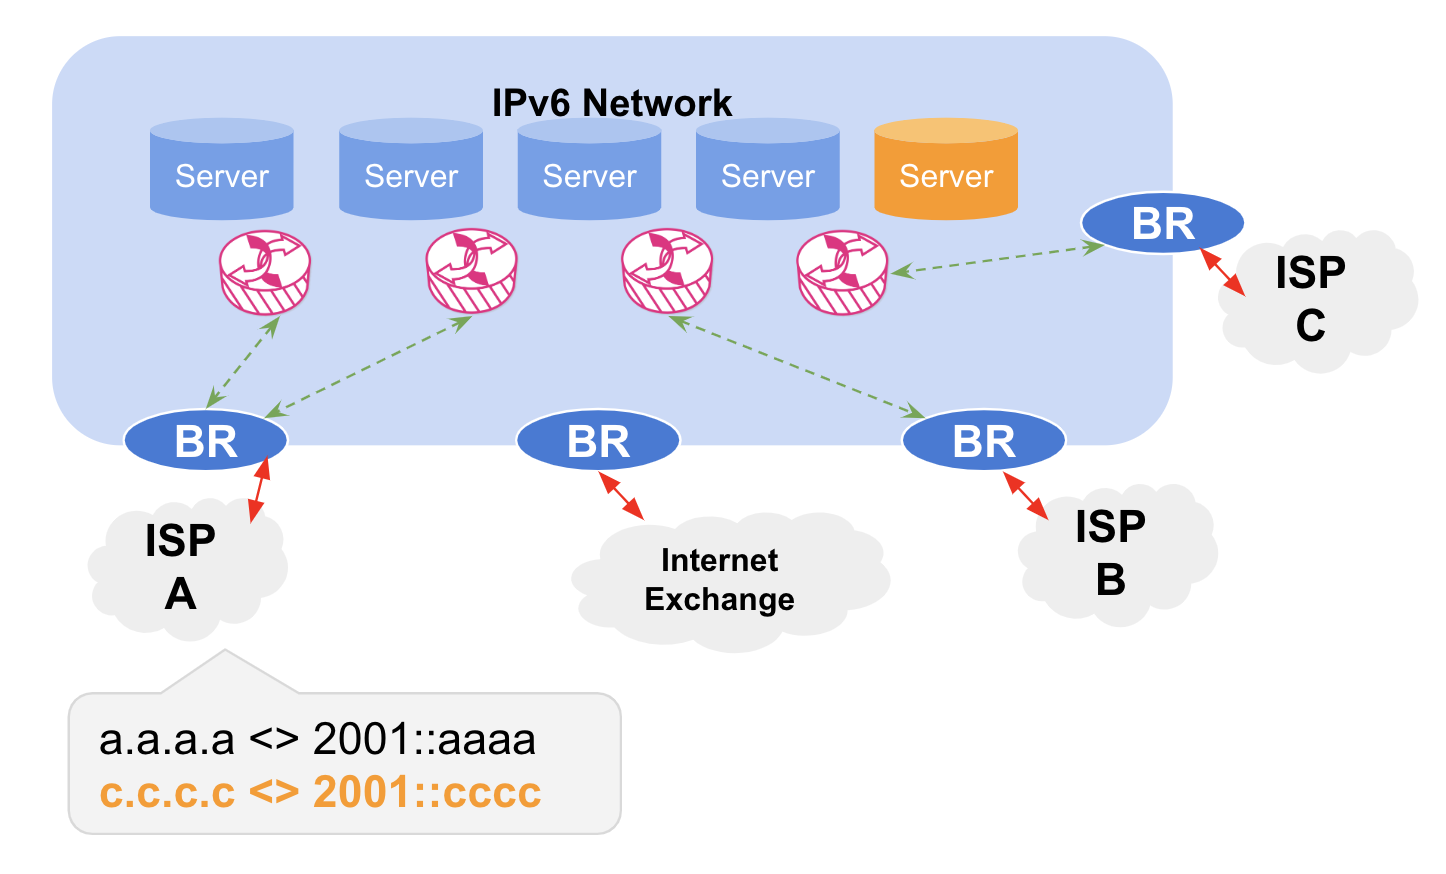 IPv6 Network
Server
Server
Server
Server
Server
BR
ISP
C
BR
BR
BR
ISP
A
Internet
Exchange
ISP
B
a.a.a.a <> 2001::aaaa
c.c.c.c <> 2001::cccc